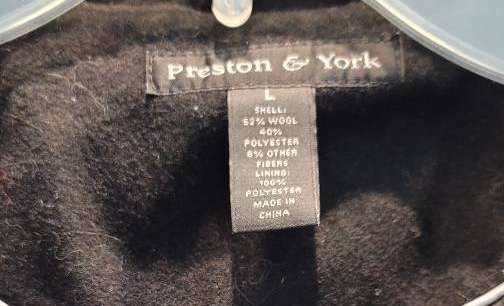 Preston & York
L
SHELL:
52% WOOL
40%
POLYESTER
8% OTHER
FIBERS
LINING:
100%
POLYESTER
MADE IN
CHINA